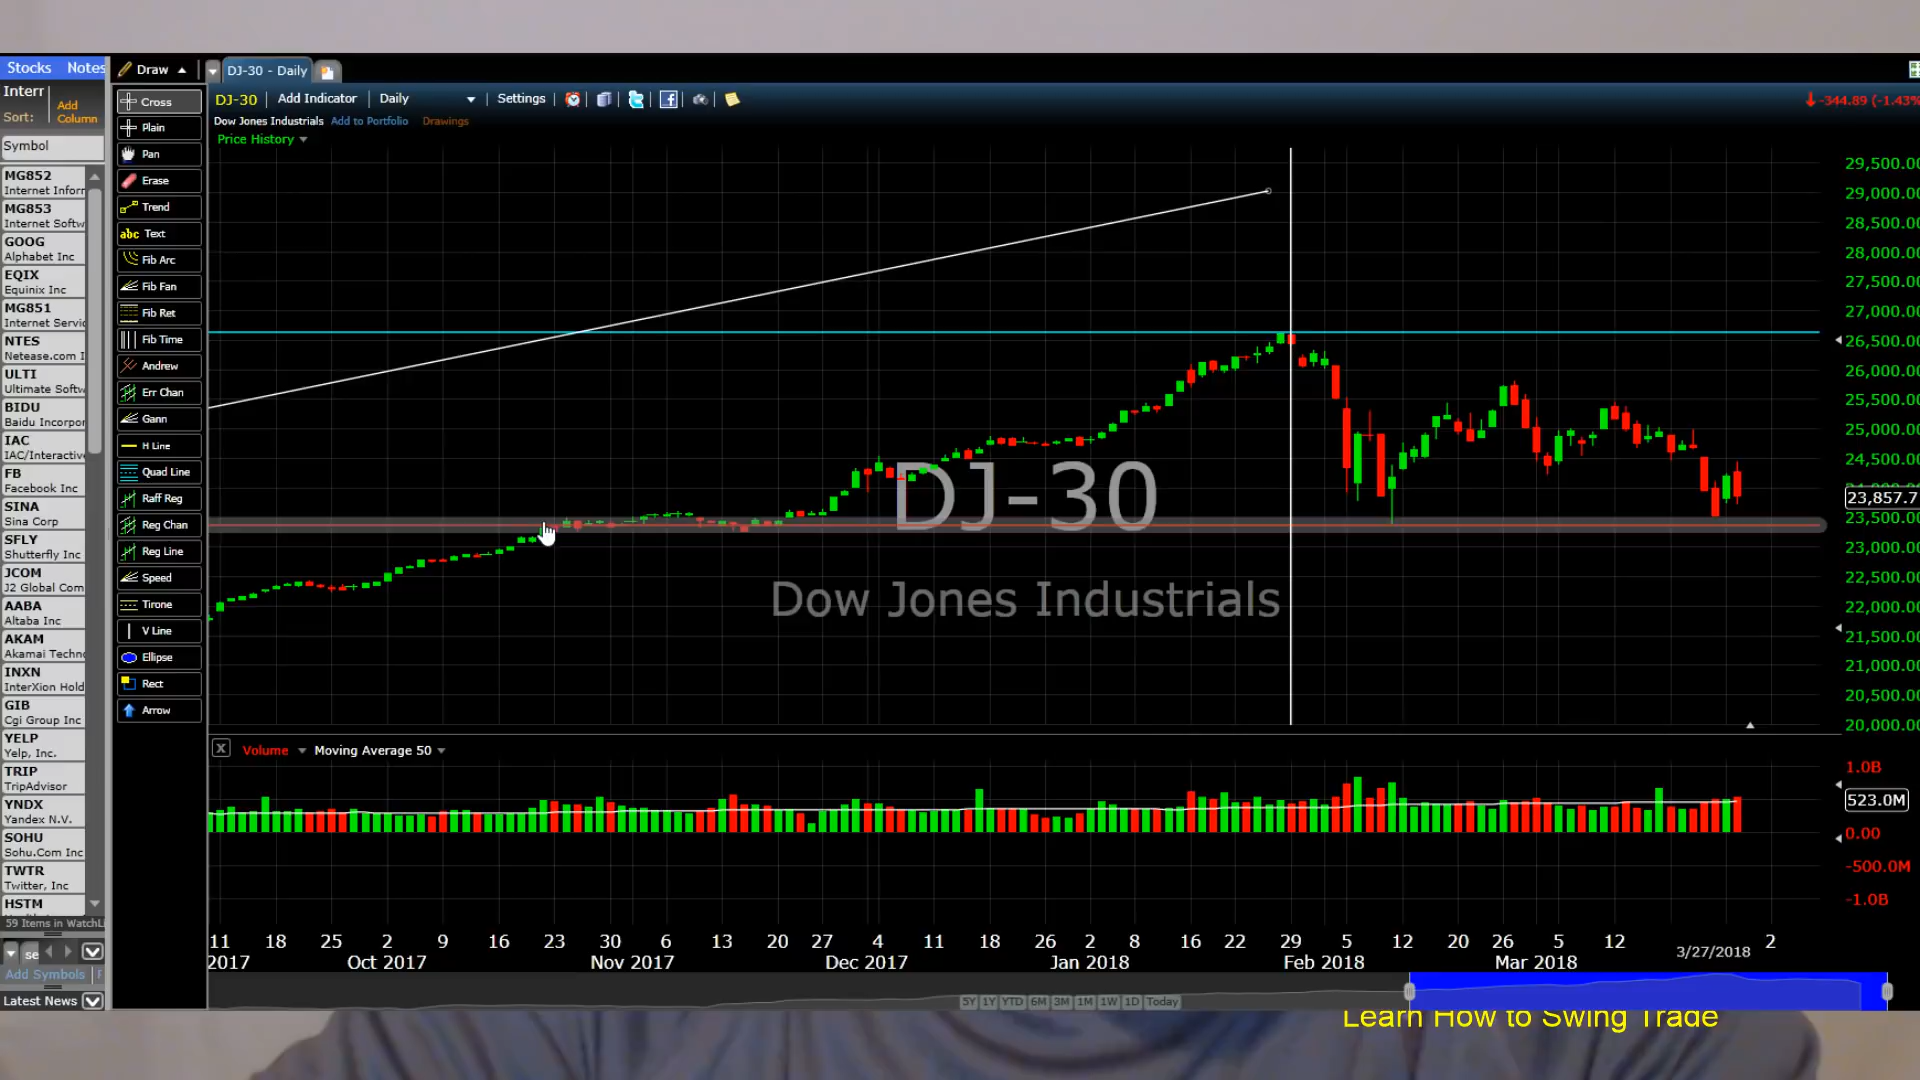 Stocks Notes Draw DJ-30 - Daily
Interr
Sort: Add Column
Symbol
MG852
Internet Inforr
MG853
Internet Softw
GOOG
Alphabet Inc
EQIX
Equinix Inc
MG851
Internet Servic
NTES
Netease.com I
ULTI
Ultimate Softw
BIDU
Baidu Incorpor
IAC
IAC/Interactive
FB
Facebook Inc
SINA
Sina Corp
SFLY
Shutterfly Inc
JCOM
J2 Global Com
AABA
Altaba Inc
AKAM
Akamai Techno
INXN
InterXion Hold
GIB
Cgi Group Inc
YELP
Yelp, Inc.
TRIP
TripAdvisor
YNDX
Yandex N.V.
SOHU
Sohu.Com Inc
TWTR
Twitter, Inc
HSTM
59 Items in WatchLi
se
Add Symbols
Latest News
Cross
Plain
Pan
Erase
Trend
abc Text
Fib Arc
Fib Fan
Fib Ret
Fib Time
Andrew
Err Chan
Gann
H Line
Quad Line
Raff Reg
Reg Chan
Reg Line
Speed
Tirone
V Line
Ellipse
Rect
Arrow
DJ-30 Add Indicator Daily Settings -344.89 (-1.43%
Dow Jones Industrials Add to Portfolio Drawings
Price History
DJ-30
Dow Jones Industrials
29,500.00
29,000.00
28,500.00
28,000.00
27,500.00
27,000.00
26,500.00
26,000.00
25,500.00
25,000.00
24,500.00
23,857.7
23,500.00
23,000.00
22,500.00
22,000.00
21,500.00
21,000.00
20,500.00
20,000.00
X Volume Moving Average 50
1.0B
523.0M
0.00
-500.0M
-1.0B
11 18 25 2 9 16 23 30 6 13 20 27 4 11 18 26 2 8 16 22 29 5 12 20 26 5 12 3/27/2018 2
2017 Oct 2017 Nov 2017 Dec 2017 Jan 2018 Feb 2018 Mar 2018
5Y 1Y YTD 6M 3M 1M 1W 1D Today
Learn How to Swing Trade